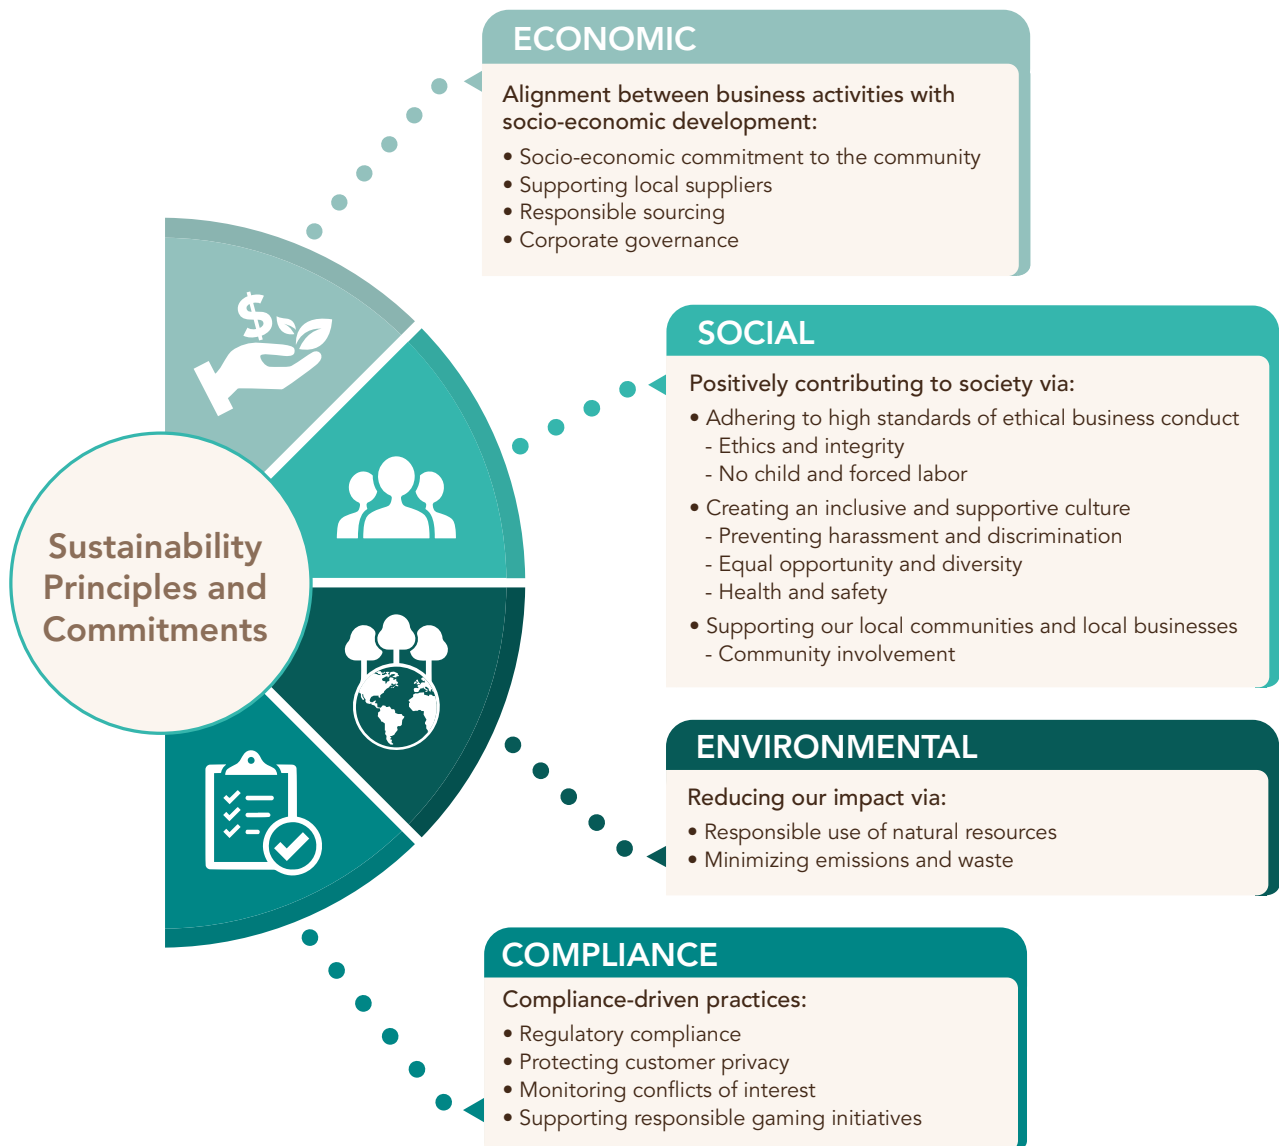 ECONOMIC
Alignment between business activities with
socio-economic development:
• Socio-economic commitment to the community
• Supporting local suppliers
• Responsible sourcing
• Corporate governance
$
SOCIAL
Positively contributing to society via:
• Adhering to high standards of ethical business conduct
- Ethics and integrity
- No child and forced labor
• Creating an inclusive and supportive culture
- Preventing harassment and discrimination
- Equal opportunity and diversity
- Health and safety
• Supporting our local communities and local businesses
- Community involvement
Sustainability
Principles and
Commitments
ENVIRONMENTAL
Reducing our impact via:
• Responsible use of natural resources
• Minimizing emissions and waste
COMPLIANCE
Compliance-driven practices:
• Regulatory compliance
• Protecting customer privacy
• Monitoring conflicts of interest
• Supporting responsible gaming initiatives